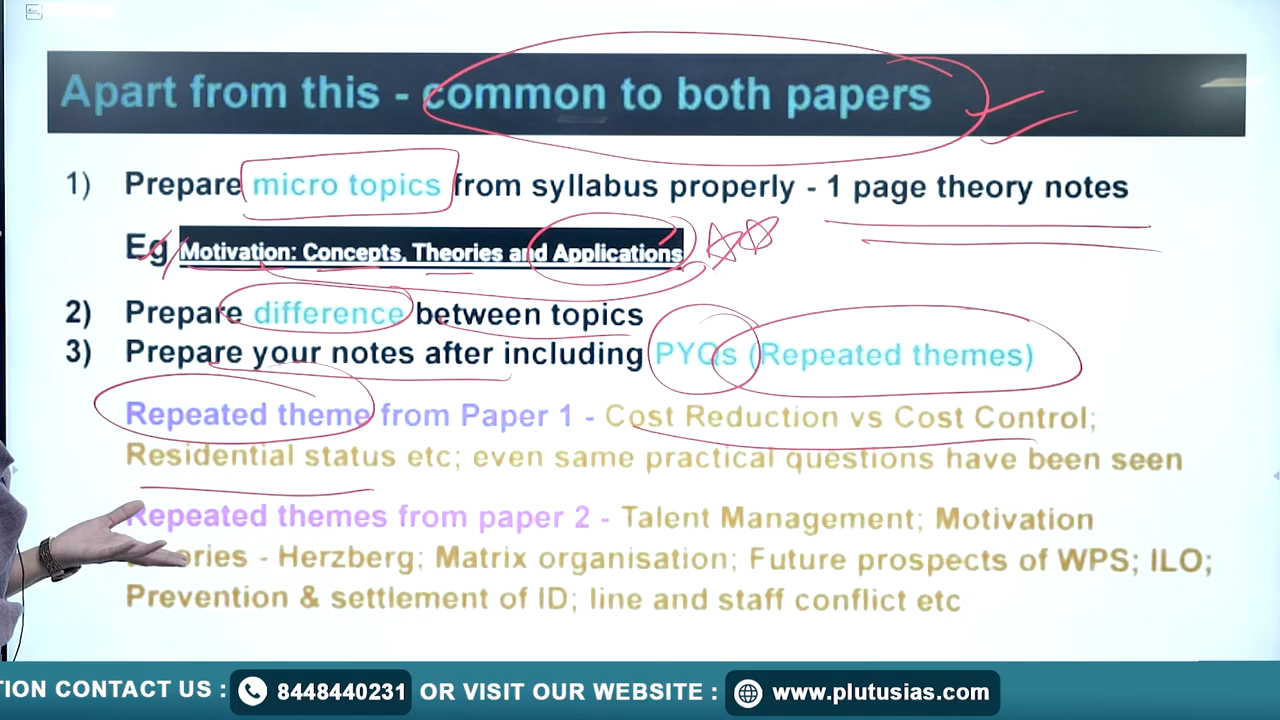 Apart from this - common to both papers
1) Prepare micro topics from syllabus properly - 1 page theory notes
Eg Motivation: Concepts, Theories and Applications
2) Prepare difference between topics
3) Prepare your notes after including PYQs (Repeated themes)
Repeated theme from Paper 1 - Cost Reduction vs Cost Control;
Residential status etc; even same practical questions have been seen
Repeated themes from paper 2 - Talent Management; Motivation
- Herzberg; Matrix organisation; Future prospects of WPS; ILO;
Prevention & settlement of ID; line and staff conflict etc
CONTACT US : 8448440231 OR VISIT OUR WEBSITE : www.plutusias.com